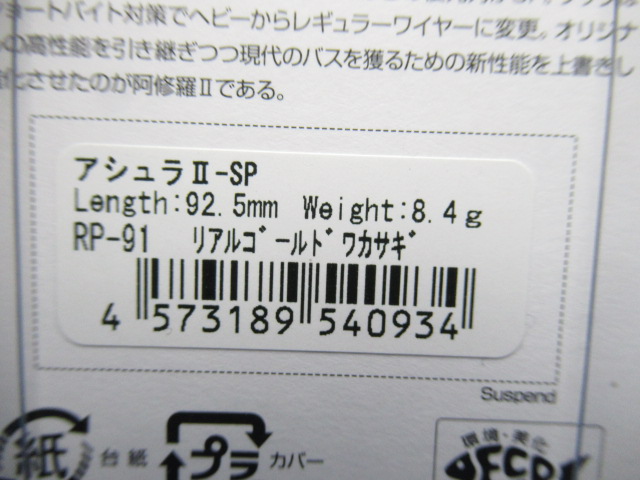 ョートバイト対策でヘビーからレギュラーワイヤーに変更。オリジナ
の高性能を引き継ぎつつ現代のバスを獲るための新性能を上書きし
化させたのが阿修羅Ⅱである。
アシュラⅡ-SP
Length:92.5mm Weight:8.4g
RP-91 リアルゴールドワカサギ
4 573189 540934
Suspend
紙 台紙 プラ カバー
環境・美化